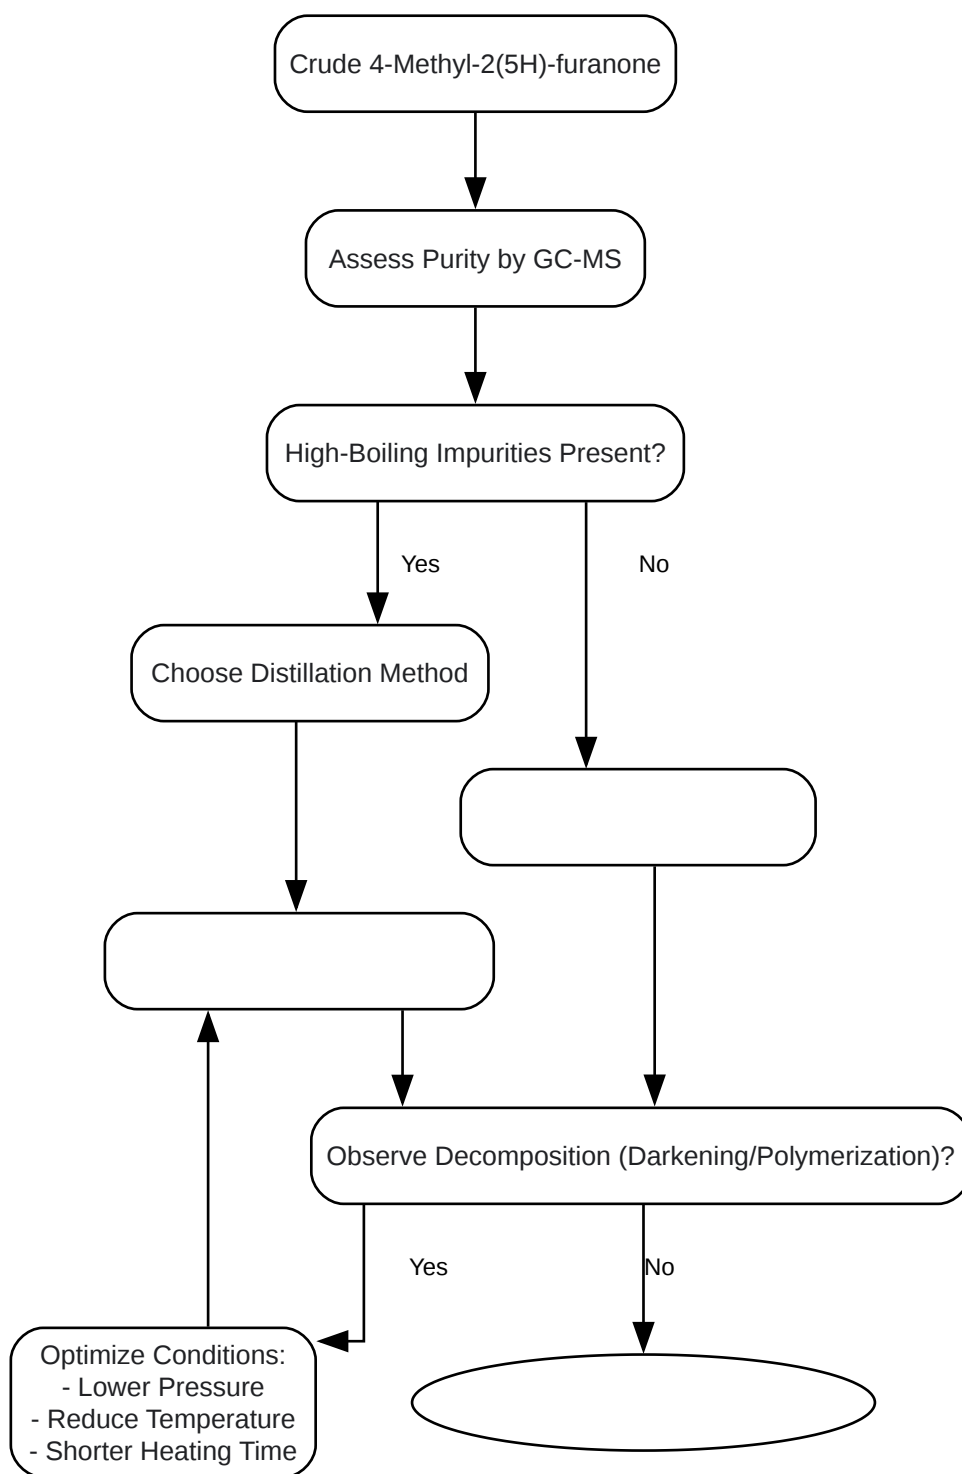 Crude 4-Methyl-2(5H)-furanone
Assess Purity by GC-MS
High-Boiling Impurities Present?
Yes
No
Choose Distillation Method
Observe Decomposition (Darkening/Polymerization)?
Yes
No
Optimize Conditions:
- Lower Pressure
- Reduce Temperature
- Shorter Heating Time